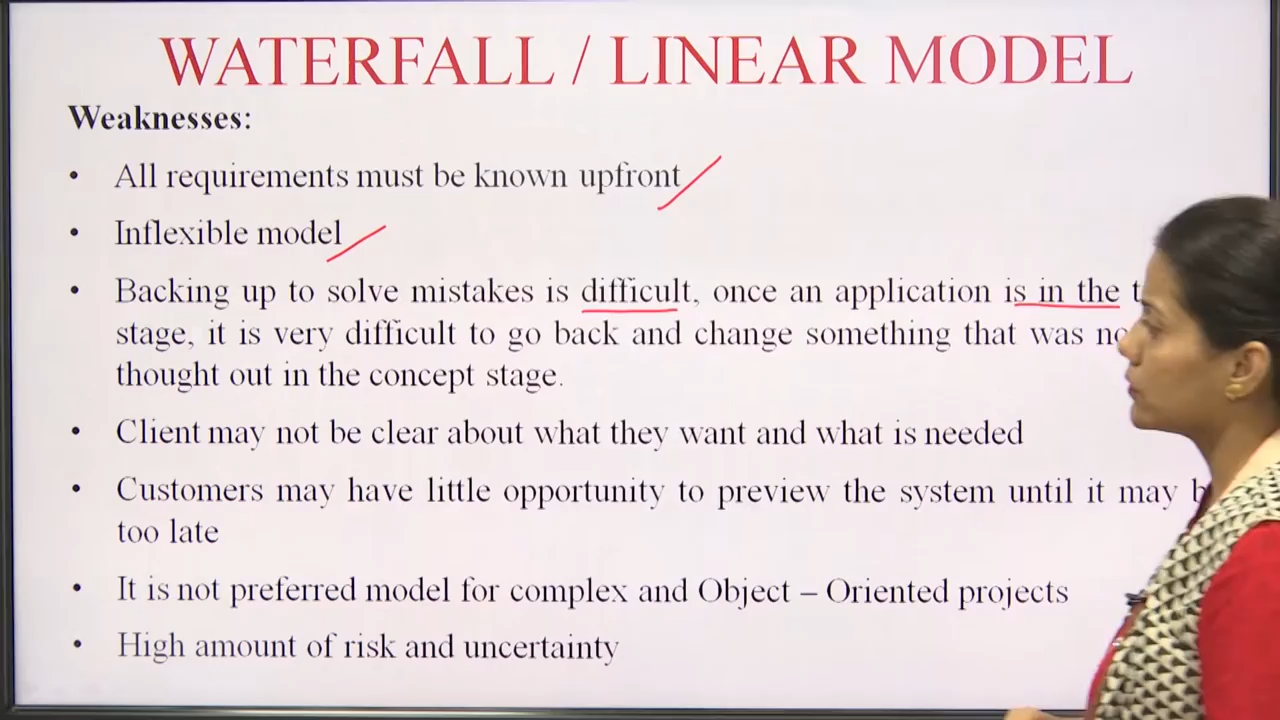 WATERFALL / LINEAR MODEL
Weaknesses:
• All requirements must be known upfront
• Inflexible model
• Backing up to solve mistakes is difficult, once an application is in the
stage, it is very difficult to go back and change something that was
thought out in the concept stage.
• Client may not be clear about what they want and what is needed
• Customers may have little opportunity to preview the system until it may
too late
• It is not preferred model for complex and Object – Oriented projects
• High amount of risk and uncertainty